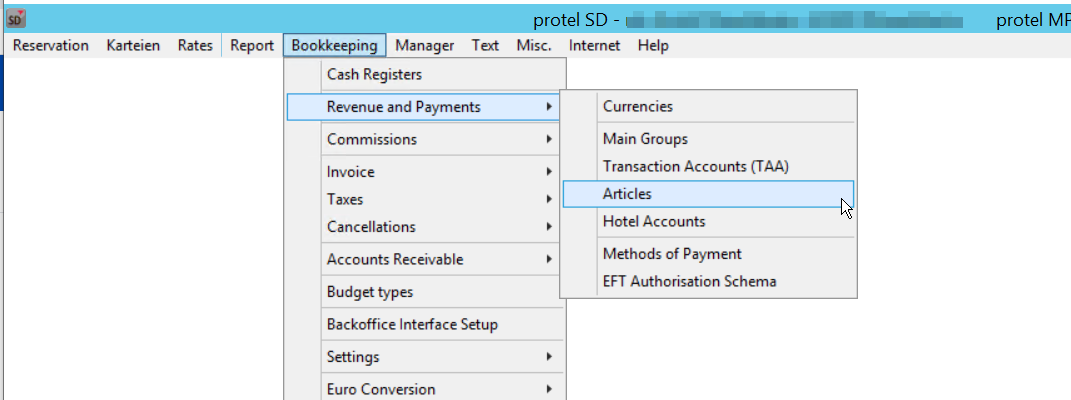 SD protel SD - protel MP
Reservation Karteien Rates Report Bookkeeping Manager Text Misc. Internet Help
Cash Registers
Revenue and Payments
Commissions
Invoice
Taxes
Cancellations
Accounts Receivable
Budget types
Backoffice Interface Setup
Settings
Euro Conversion
Currencies
Main Groups
Transaction Accounts (TAA)
Articles
Hotel Accounts
Methods of Payment
EFT Authorisation Schema